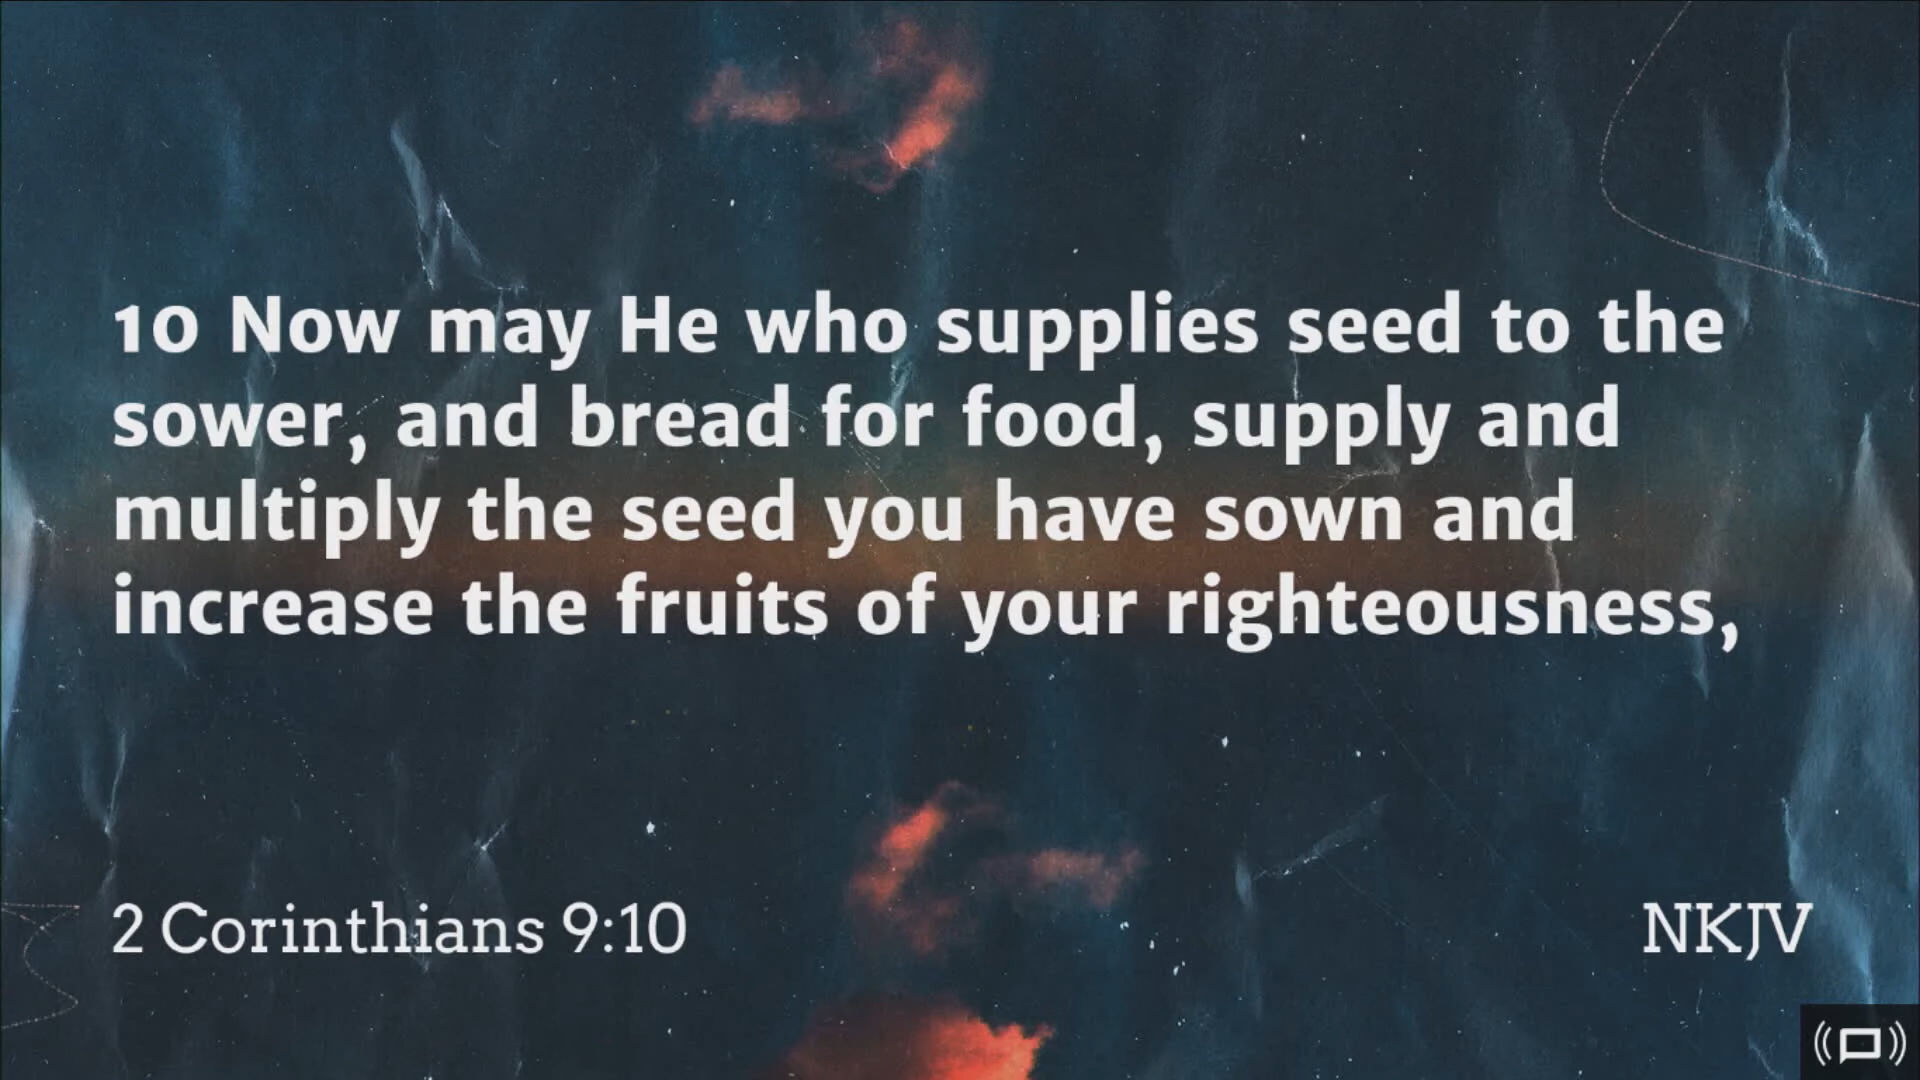 10 Now may He who supplies seed to the
sower, and bread for food, supply and
multiply the seed you have sown and
increase the fruits of your righteousness,
2 Corinthians 9:10
NKJV